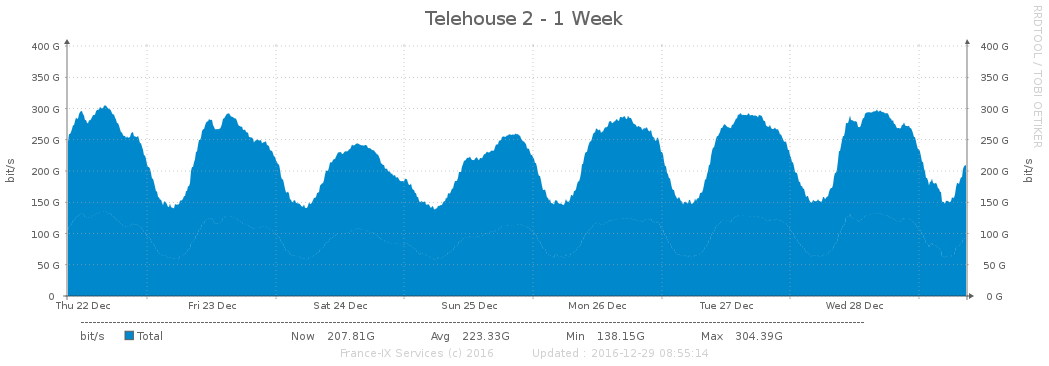 Telehouse 2 - 1 Week
RRDTOOL / TOBI OETIKER
bit/s
400 G 400 G
350 G 350 G
300 G 300 G
250 G 250 G
200 G 200 G
150 G 150 G
100 G 100 G
50 G 50 G
0 0 G
bit/s
Thu 22 Dec Fri 23 Dec Sat 24 Dec Sun 25 Dec Mon 26 Dec Tue 27 Dec Wed 28 Dec
bit/s Total Now 207.81G Avg 223.33G Min 138.15G Max 304.39G
France-IX Services (c) 2016 Updated : 2016-12-29 08:55:14